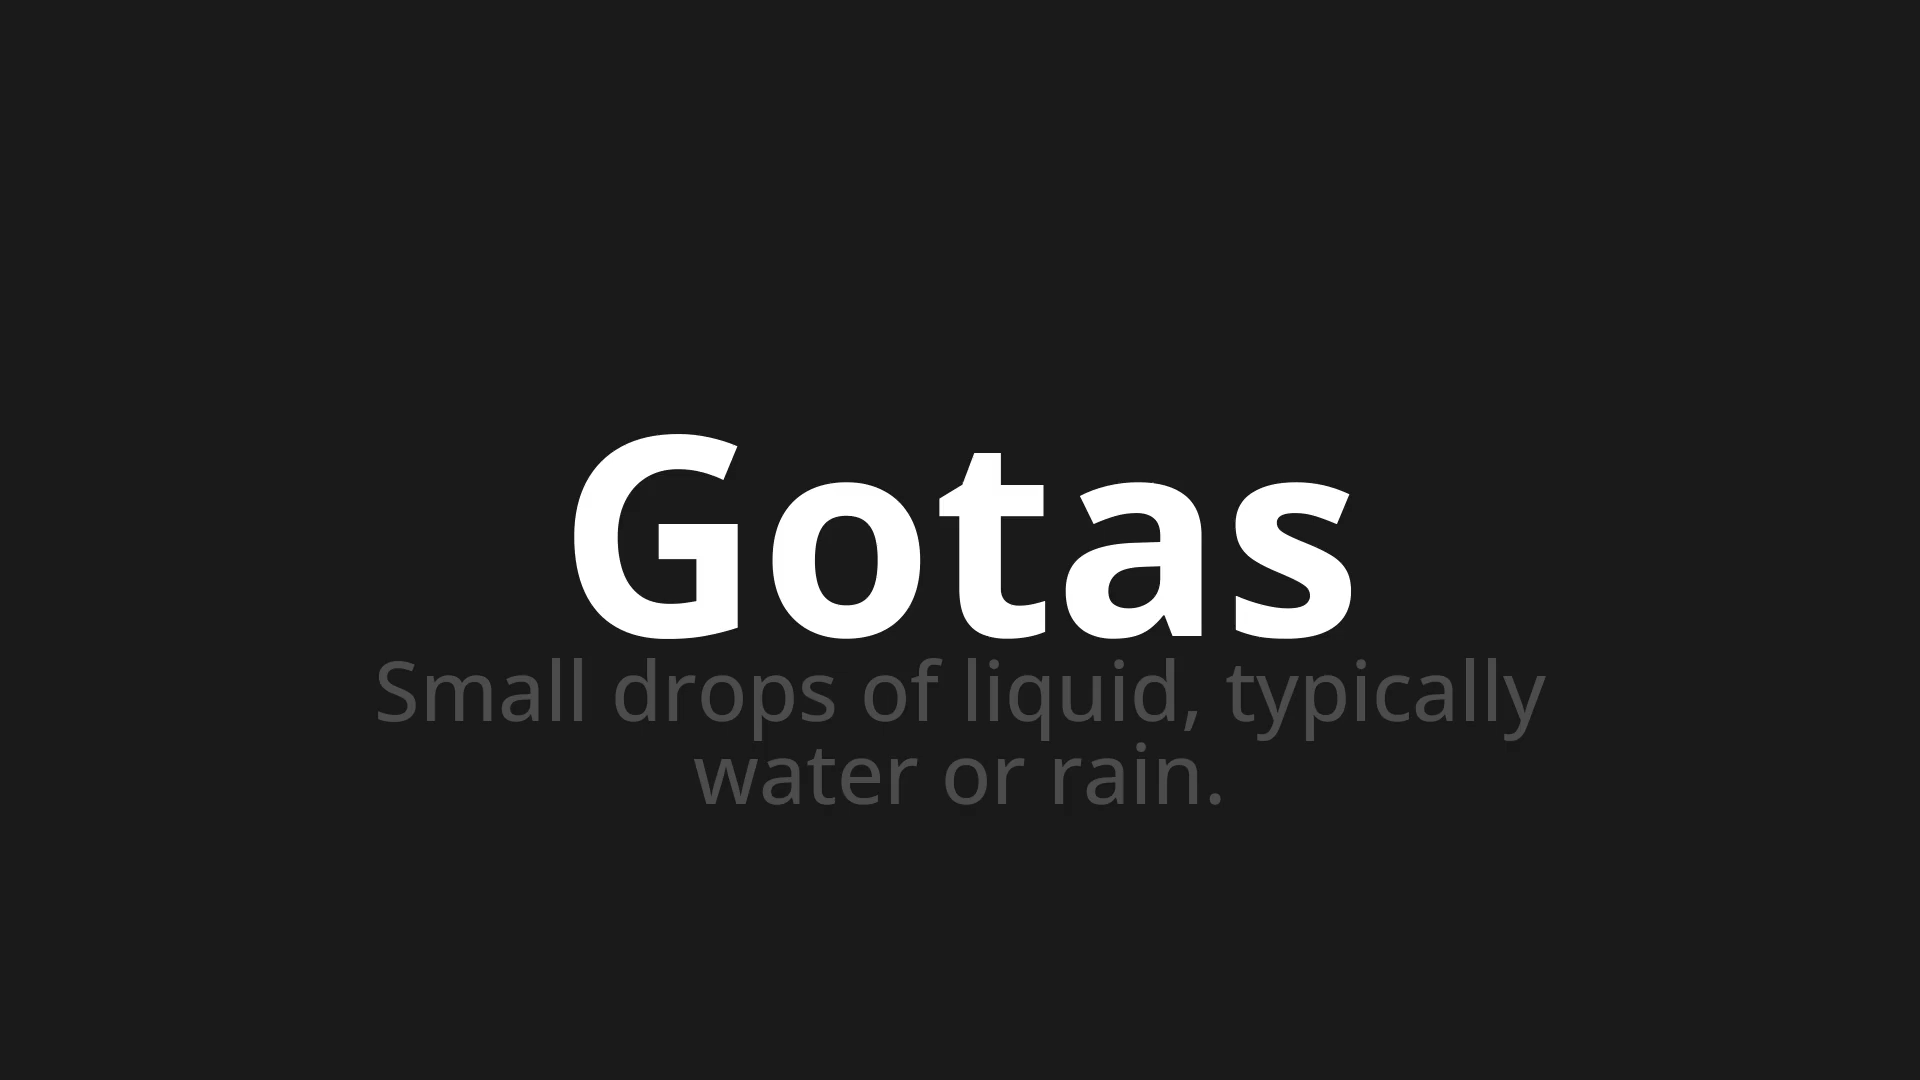 Gotas
Small drops of liquid, typically
water or rain.